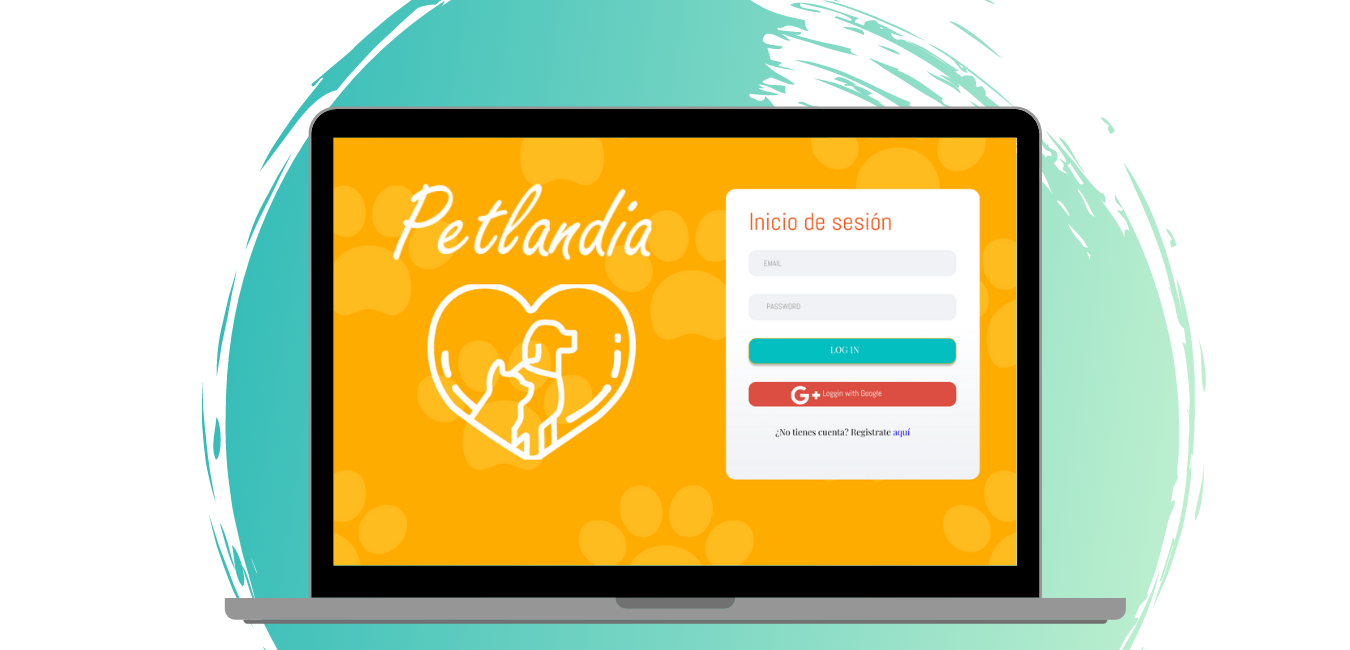 Petlandia
Inicio de sesión
EMAIL
PASSWORD
LOG IN
G+ Loggin with Google
¿No tienes cuenta? Registrate aquí